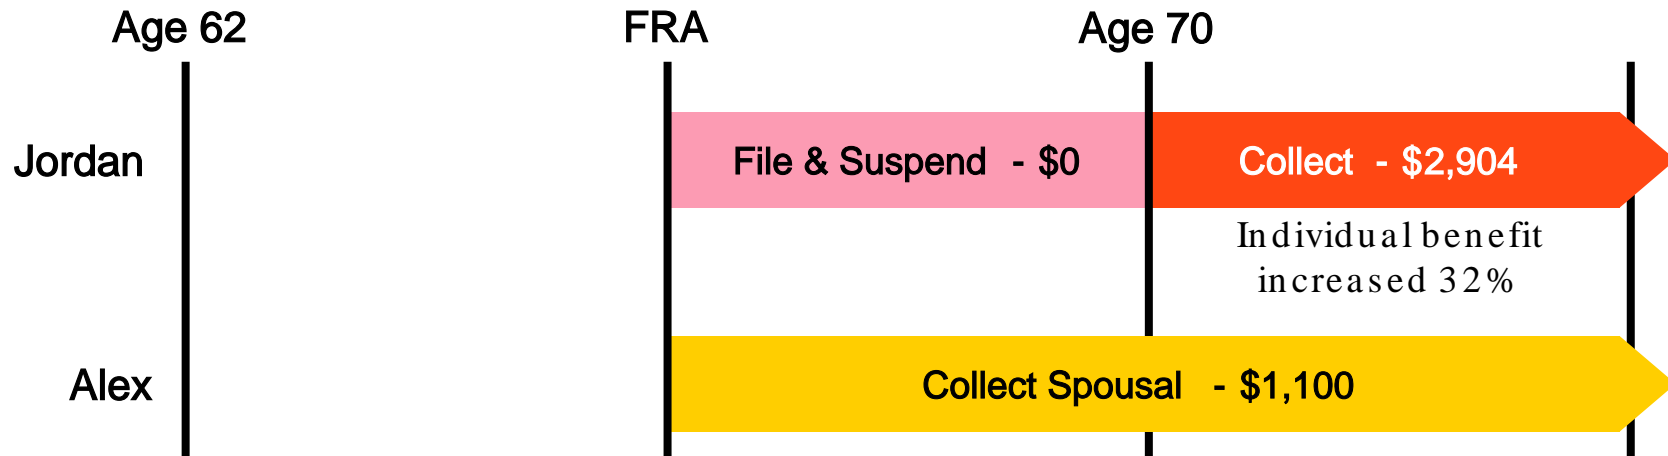 Age 62
FRA
Age 70
Jordan
File & Suspend - $0
Collect - $2,904
Individual benefit
increased 32%
Alex
Collect Spousal - $1,100